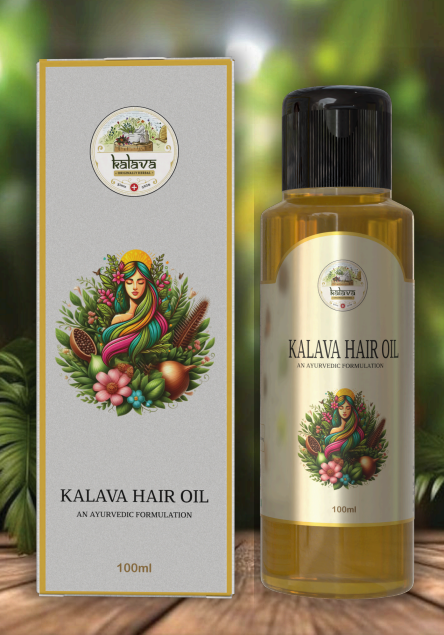 kalava
KALAVA HAIR OIL
AN AYURVEDIC FORMULATION
100ml
kalava
KALAVA HAIR OIL
AN AYURVEDIC FORMULATION
100ml